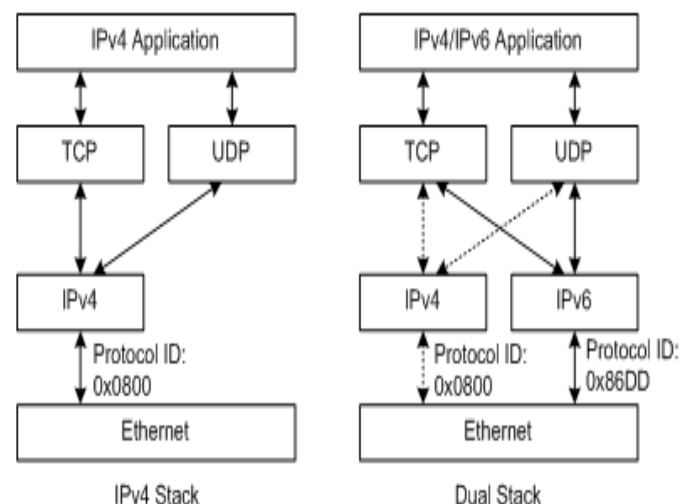 IPv4 Application
TCP
UDP
IPv4
Protocol ID:
0x0800
Ethernet
IPv4 Stack
IPv4/IPv6 Application
TCP
UDP
IPv4
IPv6
Protocol ID:
0x0800
Protocol ID:
0x86DD
Ethernet
Dual Stack